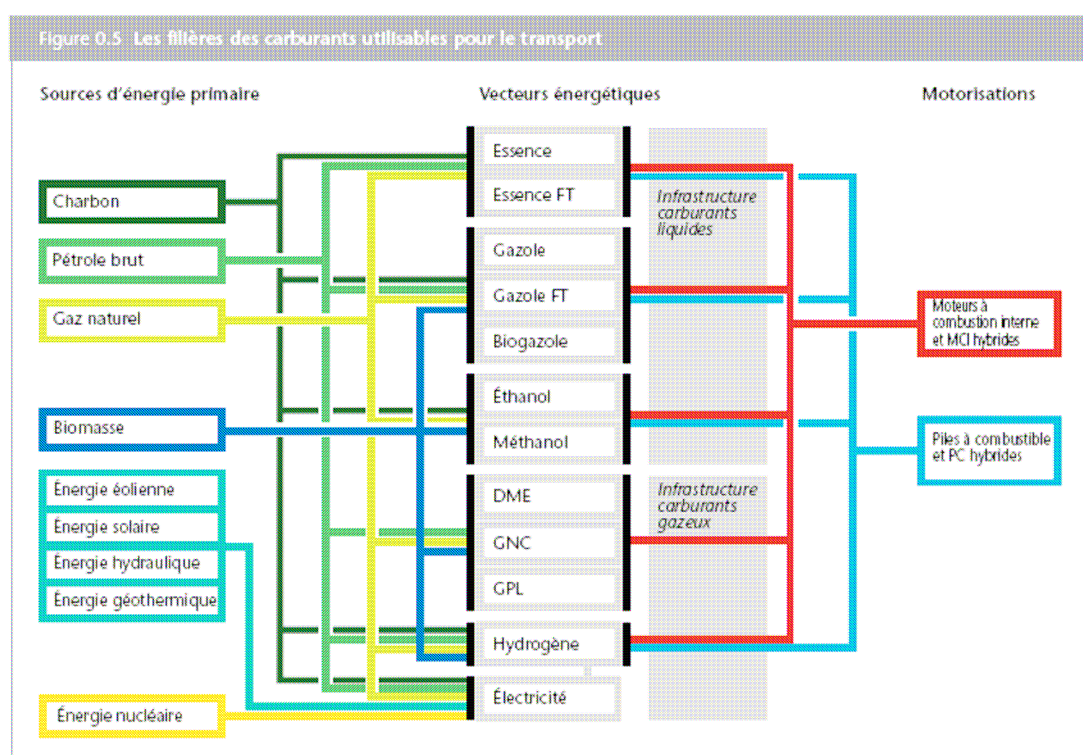 Figure 0.5 Les filières des carburants utilisables pour le transport
Sources d'énergie primaire
Vecteurs énergétiques
Motorisations
Charbon
Pétrole brut
Gaz naturel
Biomasse
Énergie éolienne
Énergie solaire
Énergie hydraulique
Énergie géothermique
Énergie nucléaire
Essence
Essence FT
Gazole
Gazole FT
Biogazole
Éthanol
Méthanol
DME
GNC
GPL
Hydrogène
Électricité
Infrastructure
carburants
liquides
Infrastructure
carburants
gazeux
Moteurs à
combustion interne
et MCI hybrides
Piles à combustible
et PC hybrides